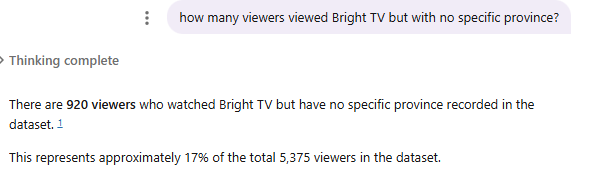 how many viewers viewed Bright TV but with no specific province?
Thinking complete
There are 920 viewers who watched Bright TV but have no specific province recorded in the
dataset. 1
This represents approximately 17% of the total 5,375 viewers in the dataset.